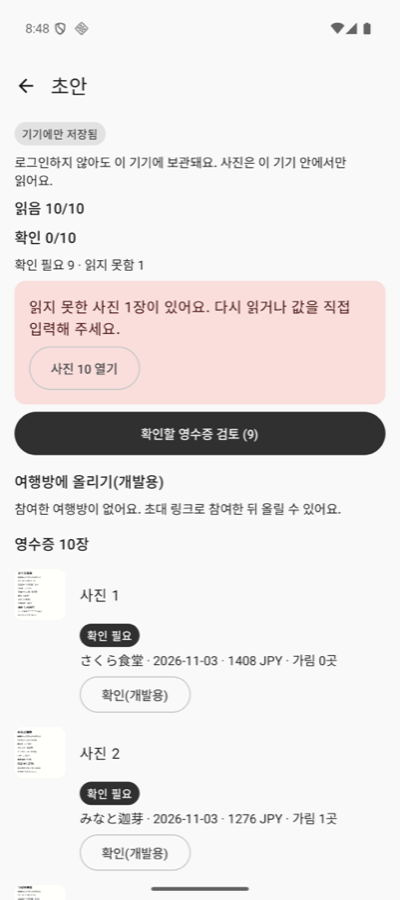 8:48
초안
기기에만 저장됨
로그인하지 않아도 이 기기에 보관돼요. 사진은 이 기기 안에서만
읽어요.
읽음 10/10
확인 0/10
확인 필요 9 · 읽지 못함 1
읽지 못한 사진 1장이 있어요. 다시 읽거나 값을 직접
입력해 주세요.
사진 10 열기
확인할 영수증 검토 (9)
여행방에 올리기(개발용)
참여한 여행방이 없어요. 초대 링크로 참여한 뒤 올릴 수 있어요.
영수증 10장
사진 1
확인 필요
さくら食堂 · 2026-11-03 · 1408 JPY · 가림 0곳
확인(개발용)
사진 2
확인 필요
みなと迦芽 · 2026-11-03 · 1276 JPY · 가림 1곳
확인(개발용)